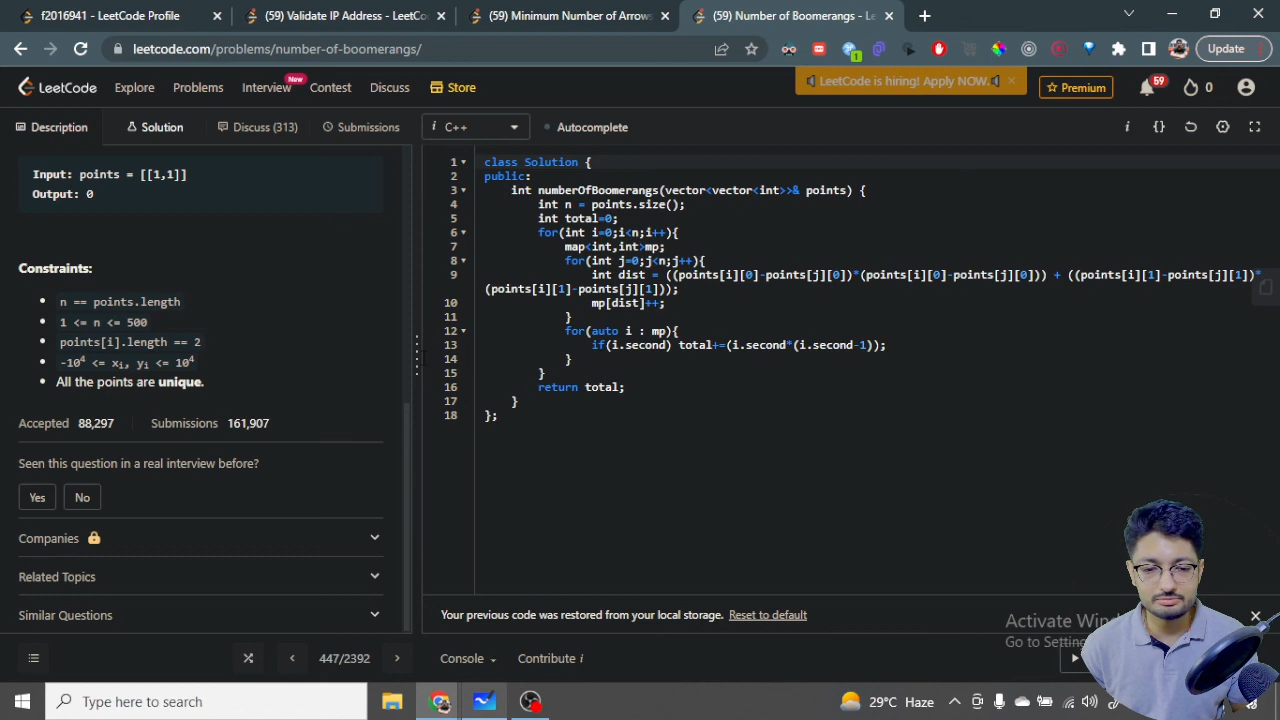 f2016941 - LeetCode Profile
(59) Validate IP Address - LeetCo
(59) Minimum Number of Arrows
(59) Number of Boomerangs - Le
leetcode.com/problems/number-of-boomerangs/
1
Update
LeetCode
Explore
Problems
Interview
New
Contest
Discuss
Store
LeetCode is hiring! Apply NOW.
Premium
59
0
Description
Solution
Discuss (313)
Submissions
i C++
Autocomplete
Input: points = [[1,1]]
Output: 0
Constraints:
n == points.length
1 <= n <= 500
points[i].length == 2
-10⁴ <= xᵢ, yᵢ <= 10⁴
All the points are unique.
Accepted 88,297
Submissions 161,907
Seen this question in a real interview before?
Yes
No
Companies
Related Topics
Similar Questions
1 class Solution {
2 public:
3 int numberOfBoomerangs(vector<vector<int>>& points) {
4 int n = points.size();
5 int total=0;
6 for(int i=0;i<n;i++){
7 map<int,int>mp;
8 for(int j=0;j<n;j++){
9 int dist = ((points[i][0]-points[j][0])*(points[i][0]-points[j][0])) + ((points[i][1]-points[j][1])*
(points[i][1]-points[j][1]));
10 mp[dist]++;
11 }
12 for(auto i : mp){
13 if(i.second) total+=(i.second*(i.second-1));
14 }
15 }
16 return total;
17 }
18 };
Your previous code was restored from your local storage. Reset to default
Activate Wind
Go to Setting
447/2392
Console
Contribute i
Type here to search
29°C Haze